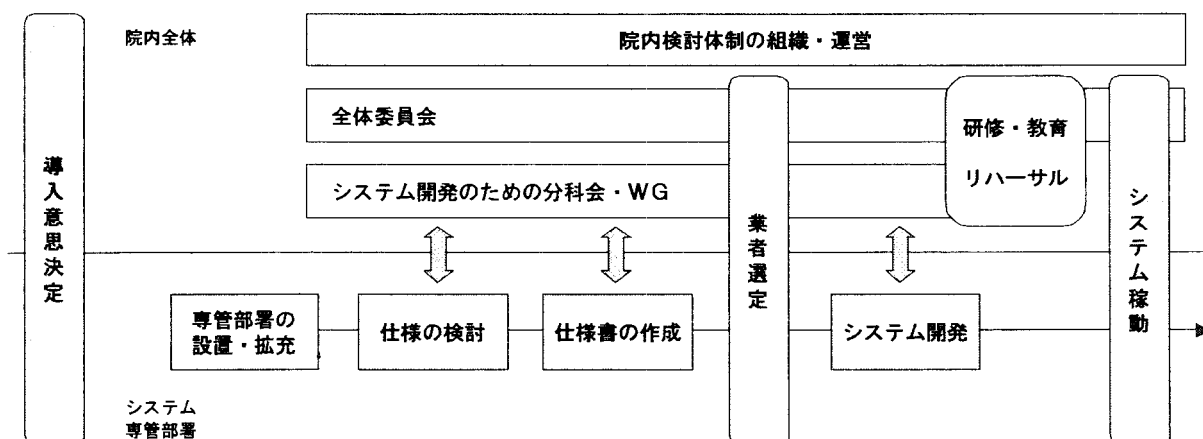 院内全体
院内検討体制の組織・運営
全体委員会
研修・教育
リハーサル
システム開発のための分科会・WG
導入意思決定
業者選定
システム稼動
専管部署の
設置・拡充
仕様の検討
仕様書の作成
システム開発
システム
専管部署